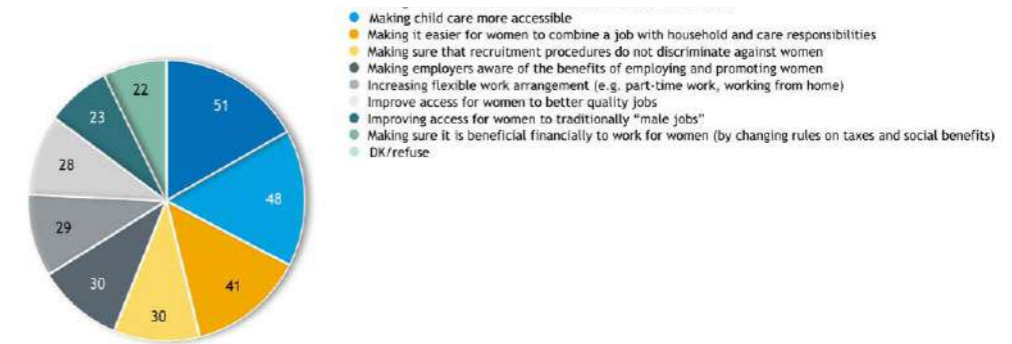 Making child care more accessible
Making it easier for women to combine a job with household and care responsibilities
Making sure that recruitment procedures do not discriminate against women
Making employers aware of the benefits of employing and promoting women
Increasing flexible work arrangement (e.g. part-time work, working from home)
Improve access for women to better quality jobs
Improving access for women to traditionally “male jobs”
Making sure it is beneficial financially to work for women (by changing rules on taxes and social benefits)
DK/refuse
51
48
41
30
30
29
28
23
22